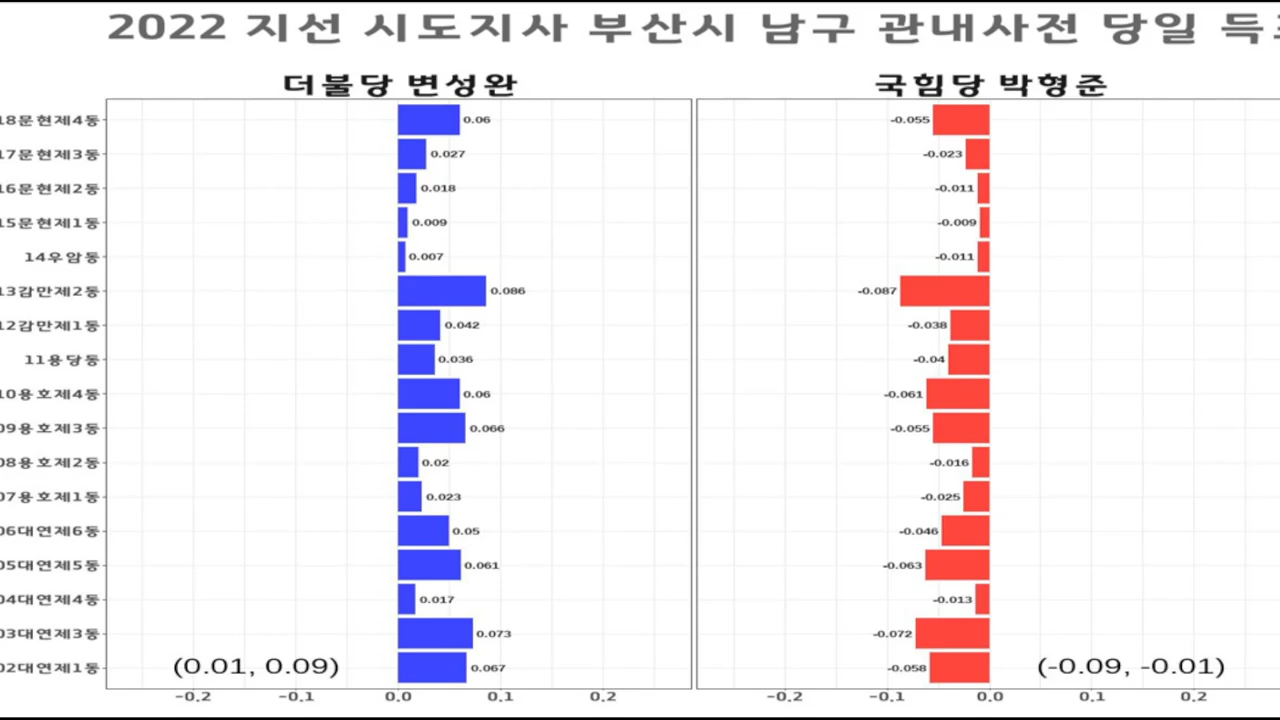 2022 지선 시도지사 부산시 남구 관내사전 당일 득
더불당 변성완 국힘당 박형준
18문현제4동 0.06 -0.055
17문현제3동 0.027 -0.023
16문현제2동 0.018 -0.011
15문현제1동 0.009 -0.009
14우암동 0.007 -0.011
13감만제2동 0.086 -0.087
12감만제1동 0.042 -0.038
11용당동 0.036 -0.04
10용호제4동 0.06 -0.061
09용호제3동 0.066 -0.055
08용호제2동 0.02 -0.016
07용호제1동 0.023 -0.025
06대연제6동 0.05 -0.046
05대연제5동 0.061 -0.063
04대연제4동 0.017 -0.013
03대연제3동 0.073 -0.072
02대연제1동 (0.01, 0.09) 0.067 -0.058 (-0.09, -0.01)
-0.2 -0.1 0.0 0.1 0.2 -0.2 -0.1 0.0 0.1 0.2